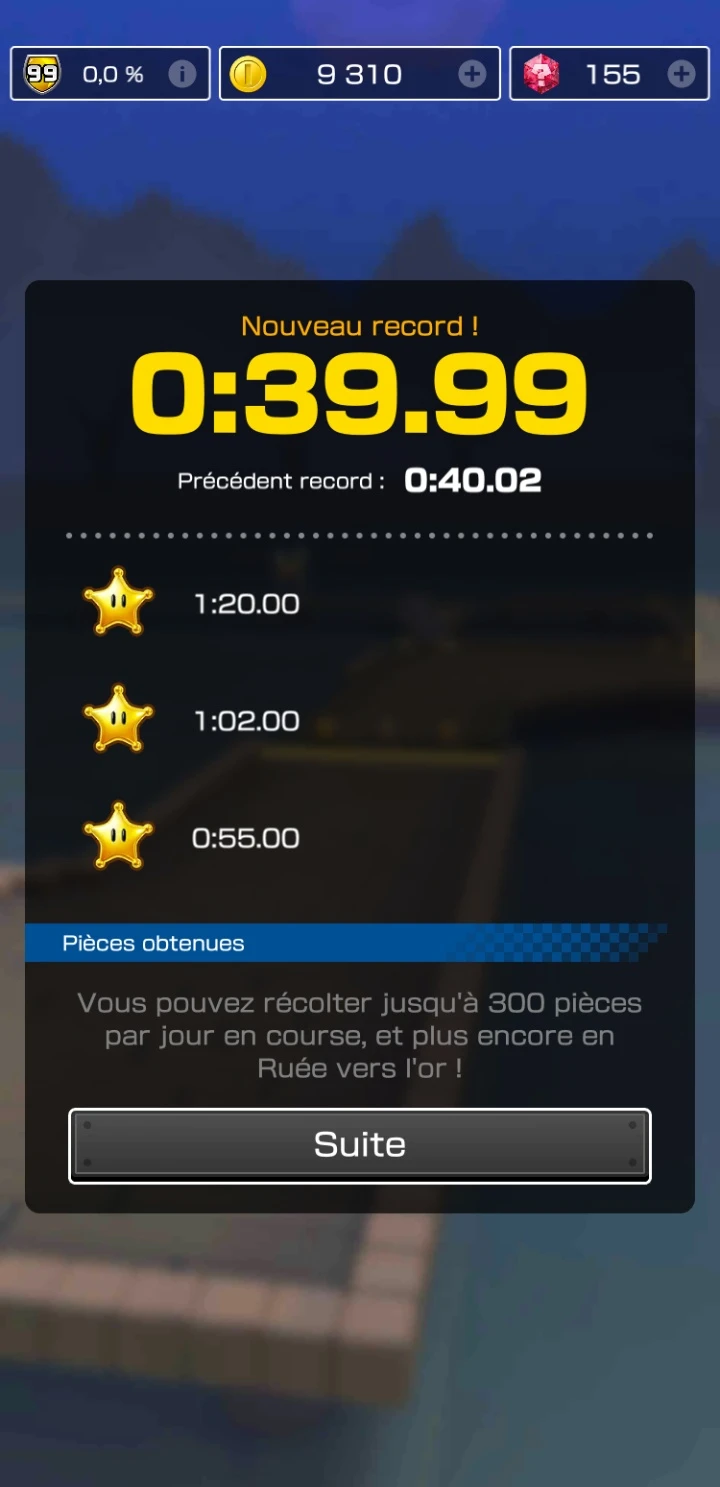 99 0,0 % i 9 310 + 155 +
Nouveau record !
0:39.99
Précédent record : 0:40.02
1:20.00
1:02.00
0:55.00
Pièces obtenues
Vous pouvez récolter jusqu'à 300 pièces
par jour en course, et plus encore en
Ruée vers l'or !
Suite